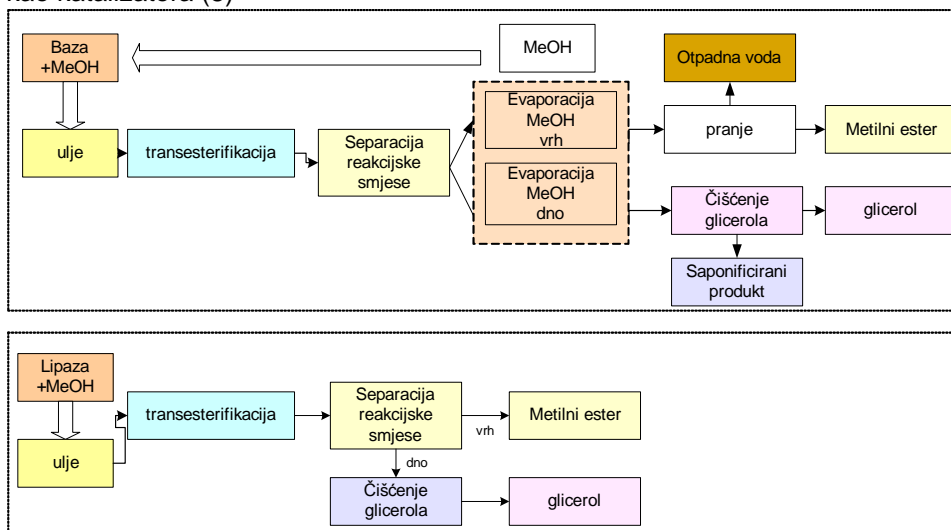 kao katalizatora (5)
Baza
+MeOH
MeOH
Otpadna voda
Evaporacija
MeOH
vrh
pranje
Metilni ester
ulje
transesterifikacija
Separacija
reakcijske
smjese
Evaporacija
MeOH
dno
Čišćenje
glicerola
glicerol
Saponificirani
produkt
Lipaza
+MeOH
transesterifikacija
Separacija
reakcijske
smjese
vrh
Metilni ester
ulje
dno
Čišćenje
glicerola
glicerol